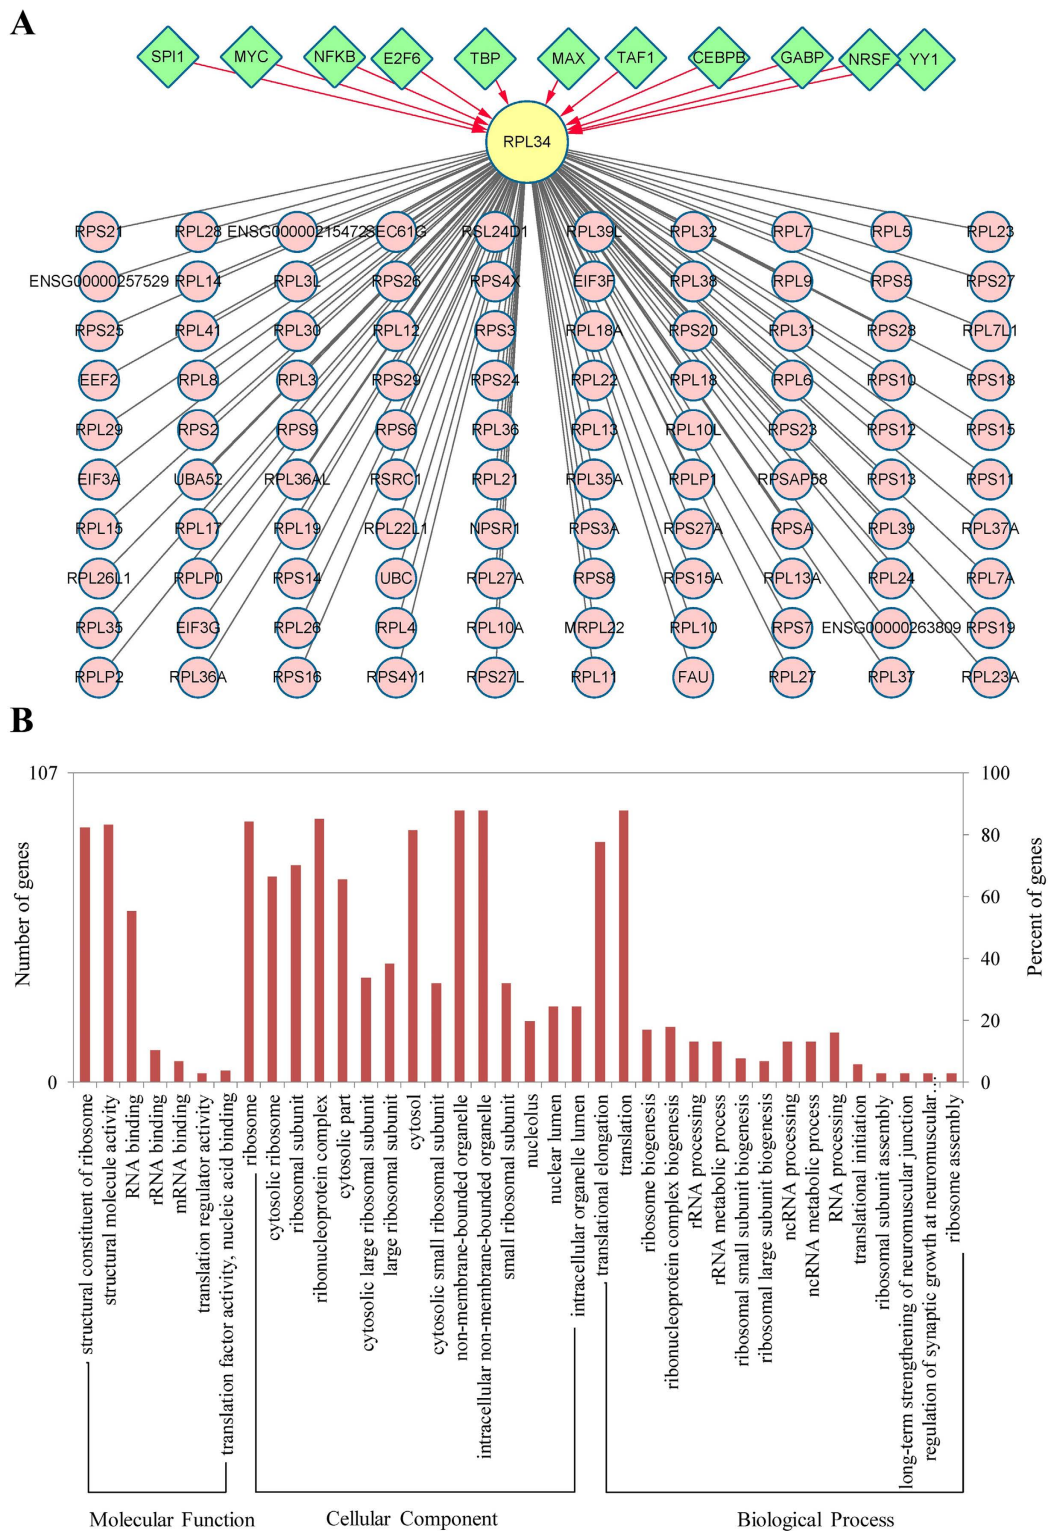 A
SPI1 MYC NFKB E2F6 TBP MAX TAF1 CEBPB GABP NRSF YY1
RPL34
RPS21 RPL28 ENSG00000215472 SEC61G RSL24D1 RPL39L RPL32 RPL7 RPL5 RPL23
ENSG00000257529 RPL14 RPL3L RPS26 RPS4X EIF3F RPL38 RPL9 RPS5 RPS27
RPS25 RPL41 RPL30 RPL12 RPS3 RPL18A RPS20 RPL31 RPS28 RPL7L1
EEF2 RPL8 RPL3 RPS29 RPS24 RPL22 RPL18 RPL6 RPS10 RPS18
RPL29 RPS2 RPS9 RPS6 RPL36 RPL13 RPL10L RPS23 RPS12 RPS15
EIF3A UBA52 RPL36AL RSRC1 RPL21 RPL35A RPLP1 RPSAP58 RPS13 RPS11
RPL15 RPL17 RPL19 RPL22L1 NPSR1 RPS3A RPS27A RPSA RPL39 RPL37A
RPL26L1 RPLP0 RPS14 UBC RPL27A RPS8 RPS15A RPL13A RPL24 RPL7A
RPL35 EIF3G RPL26 RPL4 RPL10A MRPL22 RPL10 RPS7 ENSG00000263809 RPS19
RPLP2 RPL36A RPS16 RPS4Y1 RPS27L RPL11 FAU RPL27 RPL37 RPL23A
B
107
0
Number of genes
100
80
60
40
20
0
Percent of genes
structural constituent of ribosome
structural molecule activity
RNA binding
rRNA binding
mRNA binding
translation regulator activity
translation factor activity, nucleic acid binding
ribosome
cytosolic ribosome
ribosomal subunit
ribonucleoprotein complex
cytosolic part
cytosolic large ribosomal subunit
large ribosomal subunit
cytosol
cytosolic small ribosomal subunit
non-membrane-bounded organelle
intracellular non-membrane-bounded organelle
small ribosomal subunit
nucleolus
nuclear lumen
intracellular organelle lumen
translational elongation
translation
ribosome biogenesis
ribonucleoprotein complex biogenesis
rRNA processing
rRNA metabolic process
ribosomal small subunit biogenesis
ribosomal large subunit biogenesis
ncRNA processing
ncRNA metabolic process
RNA processing
translational initiation
ribosomal subunit assembly
long-term strengthening of neuromuscular junction
regulation of synaptic growth at neuromuscular...
ribosome assembly
Molecular Function
Cellular Component
Biological Process